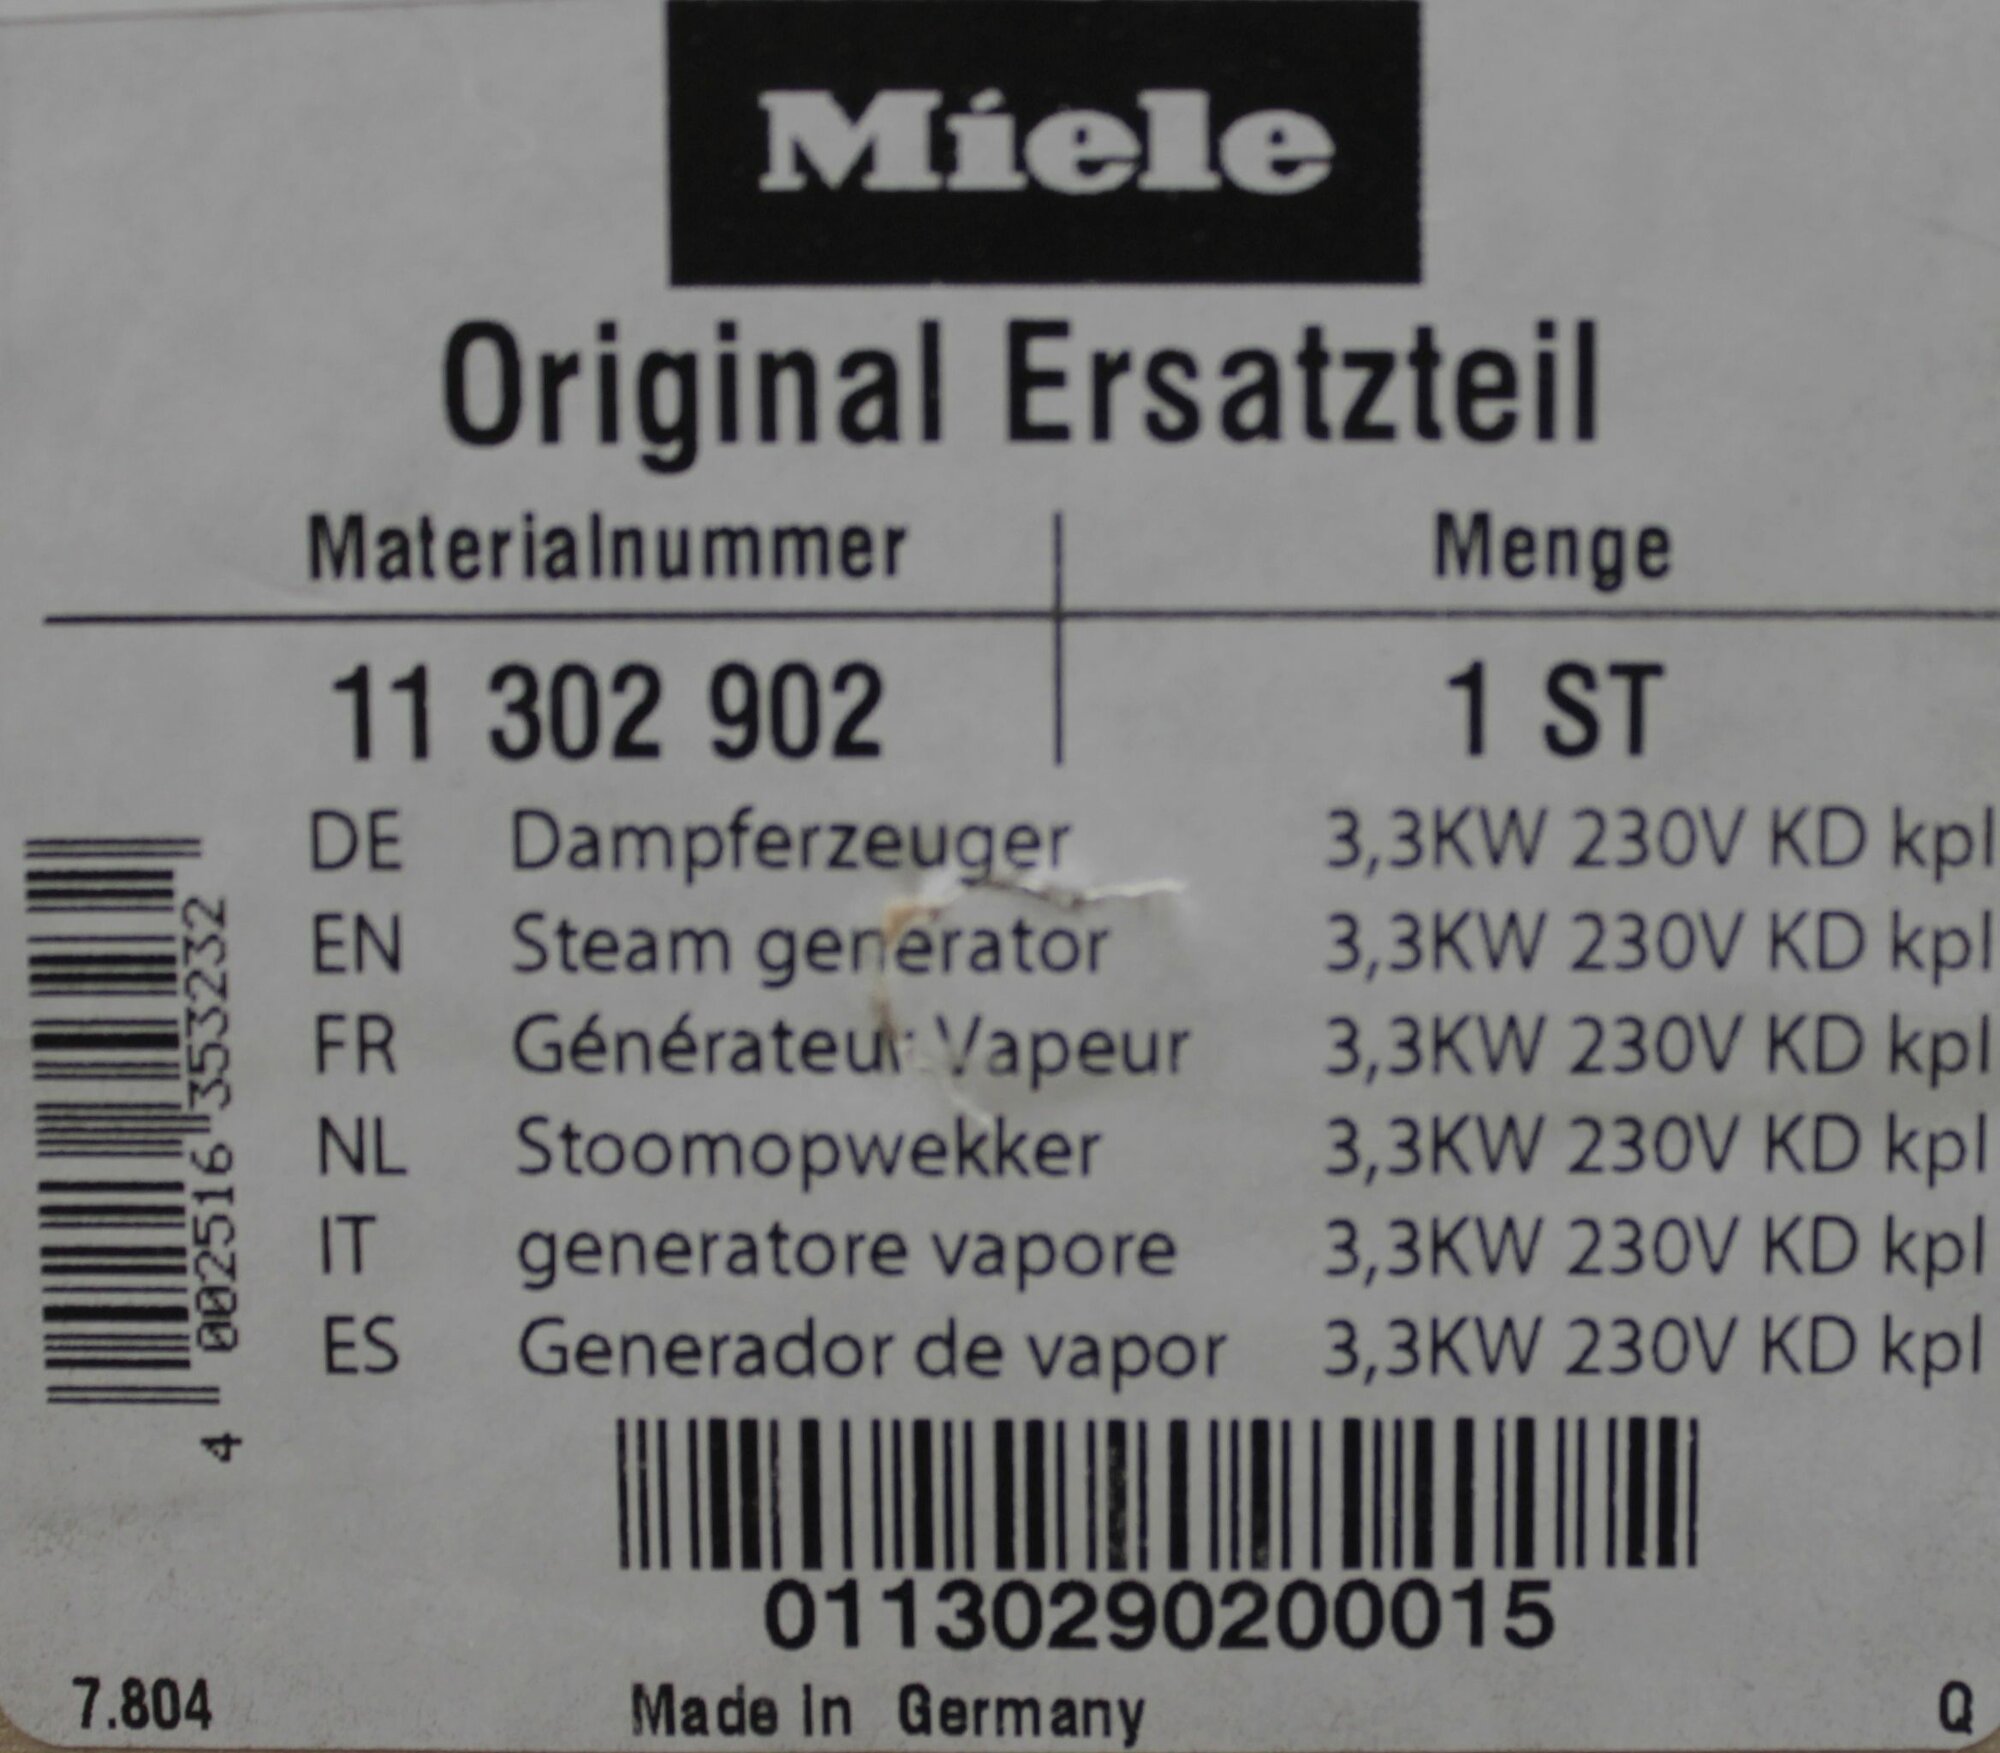 Miele
Original Ersatzteil
Materialnummer Menge
11 302 902 1 ST
DE Dampferzeuger 3,3KW 230V KD kpl
EN Steam generator 3,3KW 230V KD kpl
FR Générateur Vapeur 3,3KW 230V KD kpl
NL Stoomopwekker 3,3KW 230V KD kpl
IT generatore vapore 3,3KW 230V KD kpl
ES Generador de vapor 3,3KW 230V KD kpl
4 002516 353232
01130290200015
7.804 Made In Germany Q